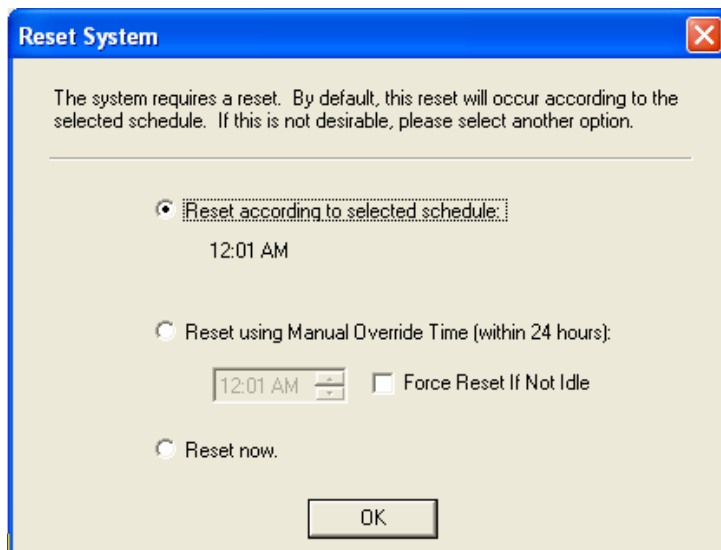 Reset System
The system requires a reset. By default, this reset will occur according to the
selected schedule. If this is not desirable, please select another option.
Reset according to selected schedule:
12:01 AM
Reset using Manual Override Time (within 24 hours):
12:01 AM Force Reset If Not Idle
Reset now.
OK